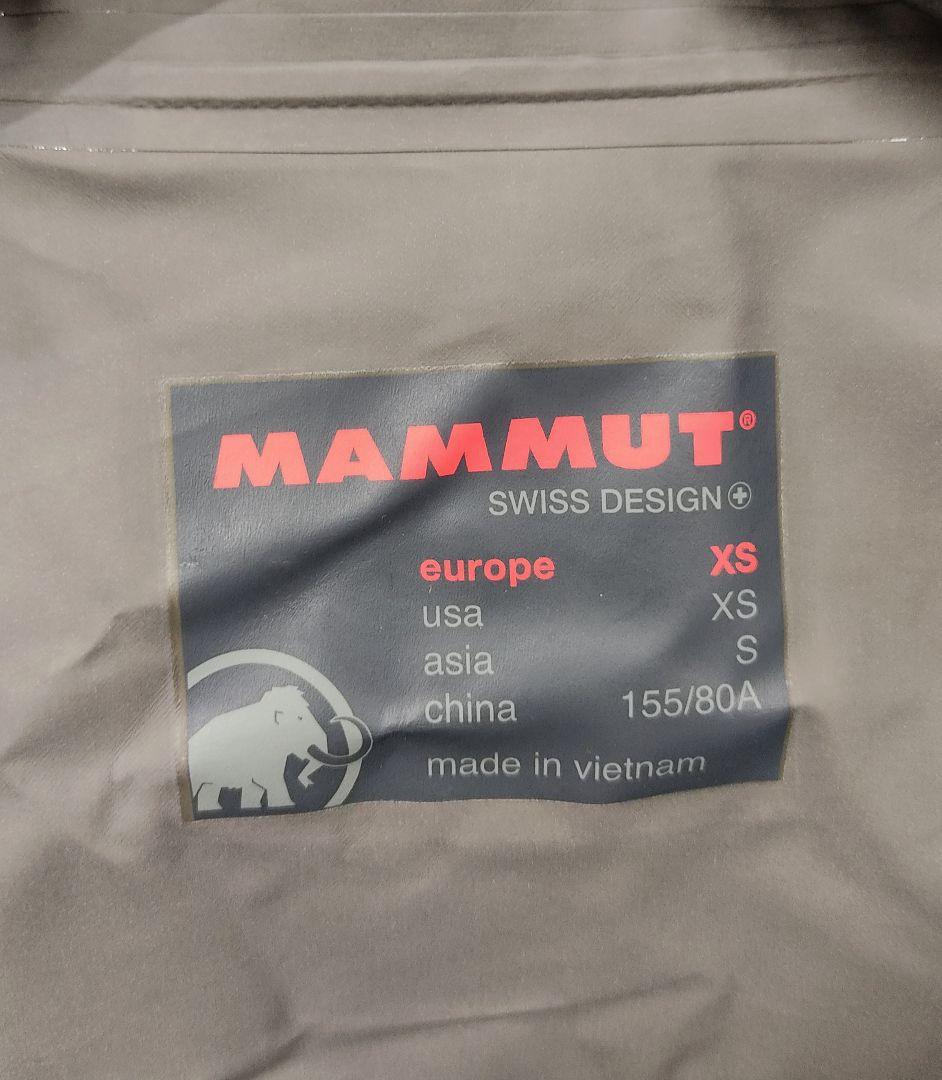 MAMMUT®
SWISS DESIGN
europe XS
usa XS
asia S
china 155/80A
made in vietnam